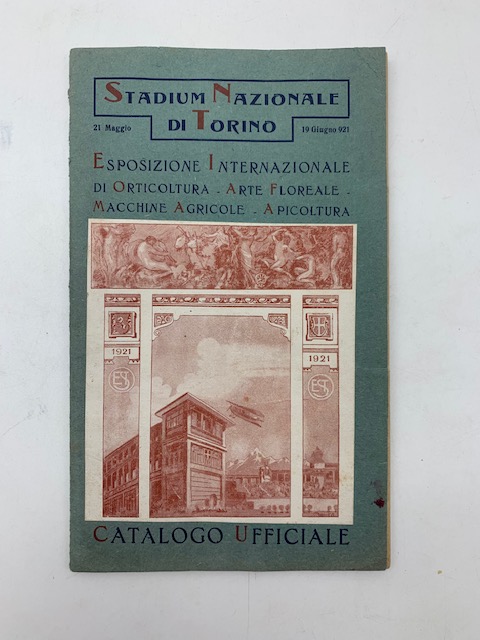 STADIUM NAZIONALE
DI TORINO
21 Maggio
19 Giugno 921
ESPOSIZIONE INTERNAZIONALE
DI ORTICOLTURA - ARTE FLOREALE -
MACCHINE AGRICOLE - APICOLTURA
1921
1921
CATALOGO UFFICIALE